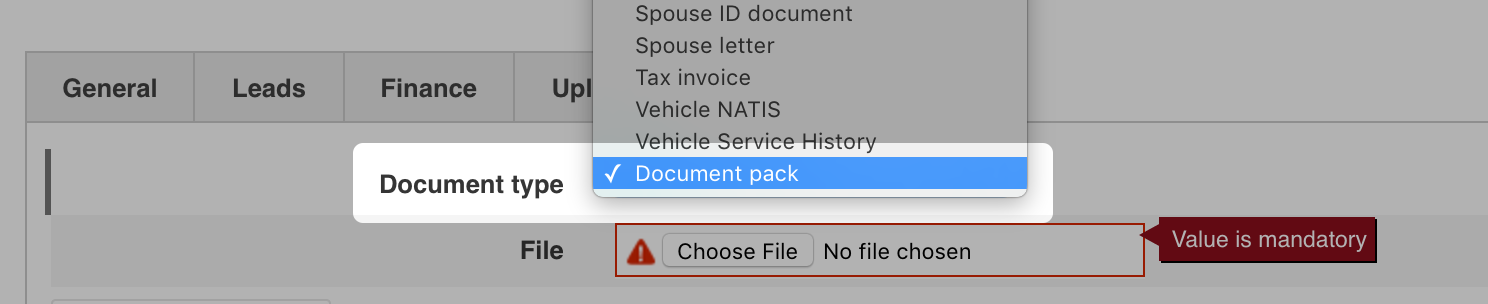 Spouse ID document
Spouse letter
Tax invoice
Vehicle NATIS
Vehicle Service History
✓ Document pack
General Leads Finance Upl
Document type
File Choose File No file chosen Value is mandatory